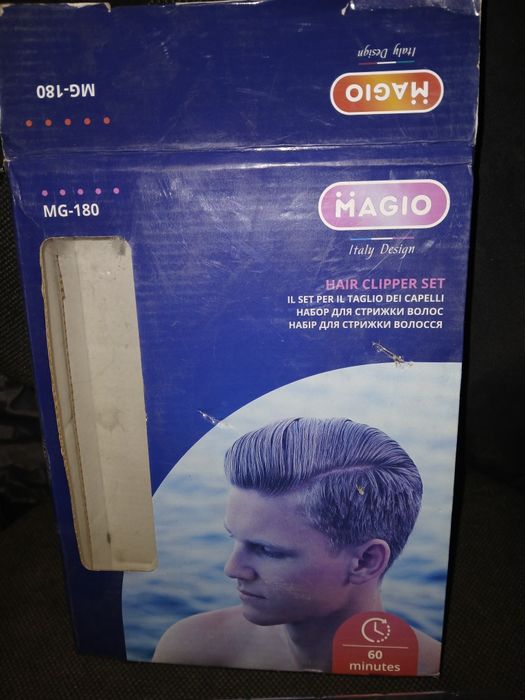 Italy Design
MAGIO
MG-180
MG-180
MAGIO
Italy Design
HAIR CLIPPER SET
IL SET PER IL TAGLIO DEI CAPELLI
НАБОР ДЛЯ СТРИЖКИ ВОЛОС
НАБІР ДЛЯ СТРИЖКИ ВОЛОССЯ
60
minutes